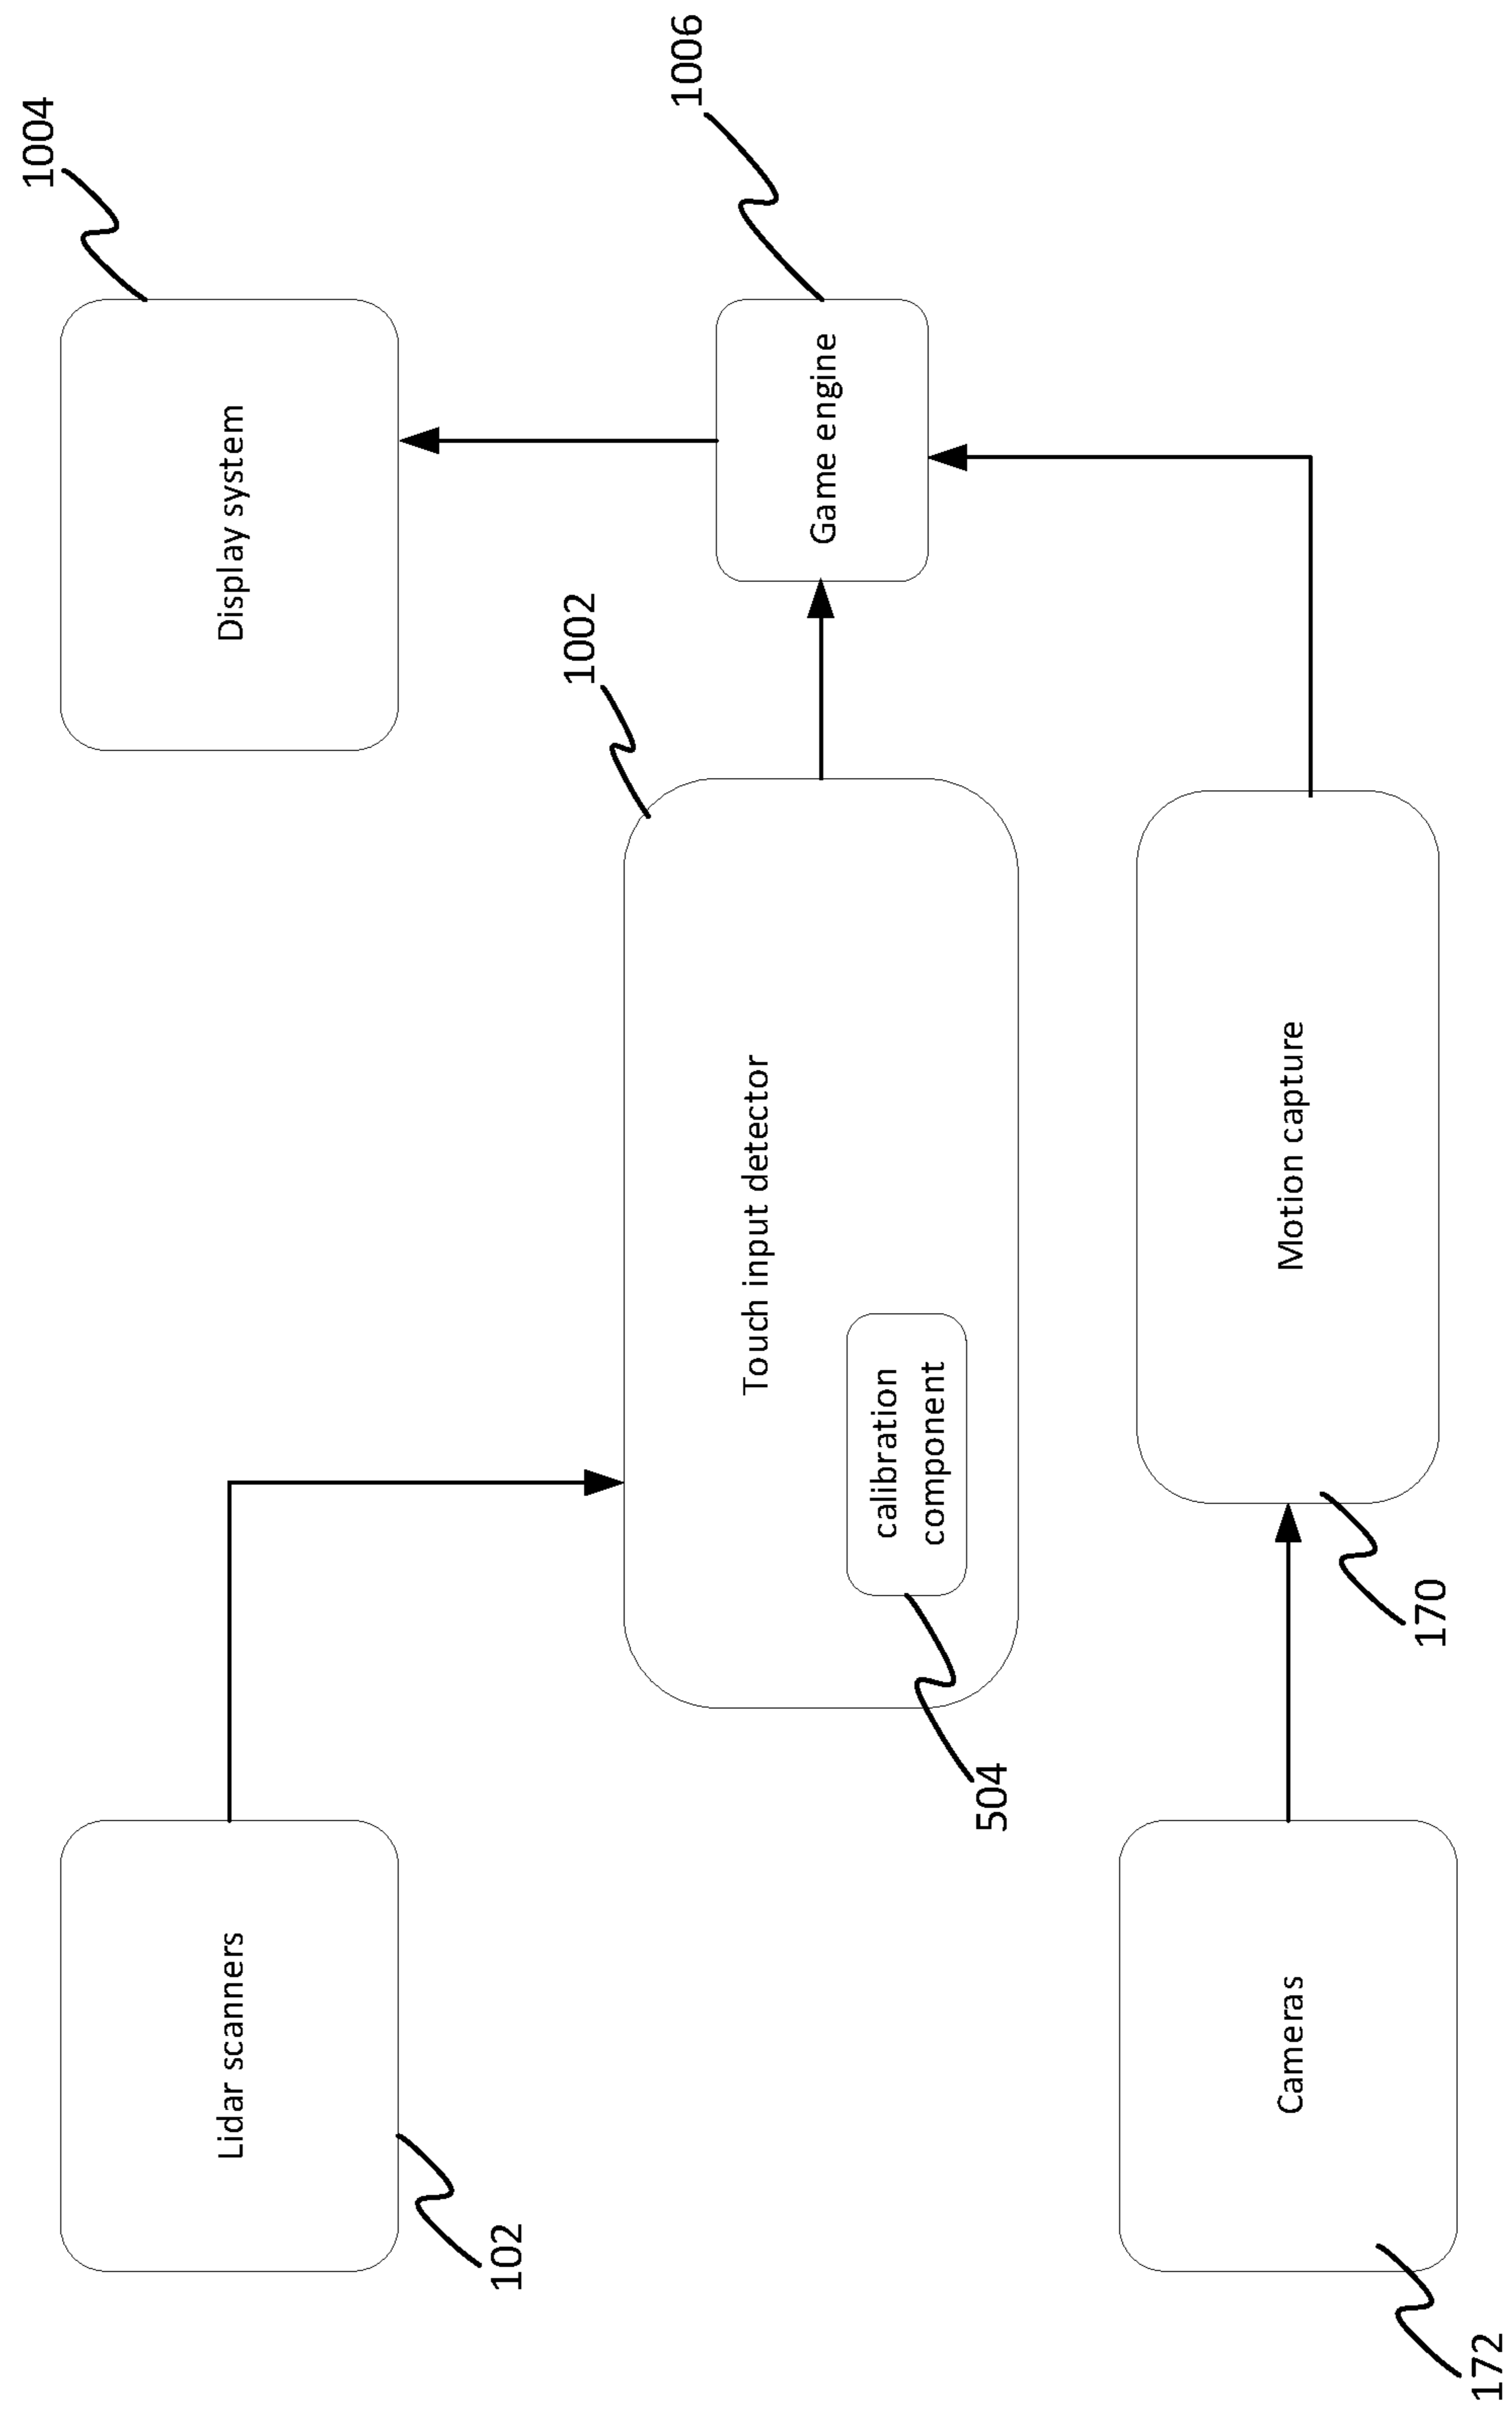 Lidar scanners
102
Display system
1004
Touch input detector
1002
calibration
component
504
Game engine
1006
Cameras
172
Motion capture
170